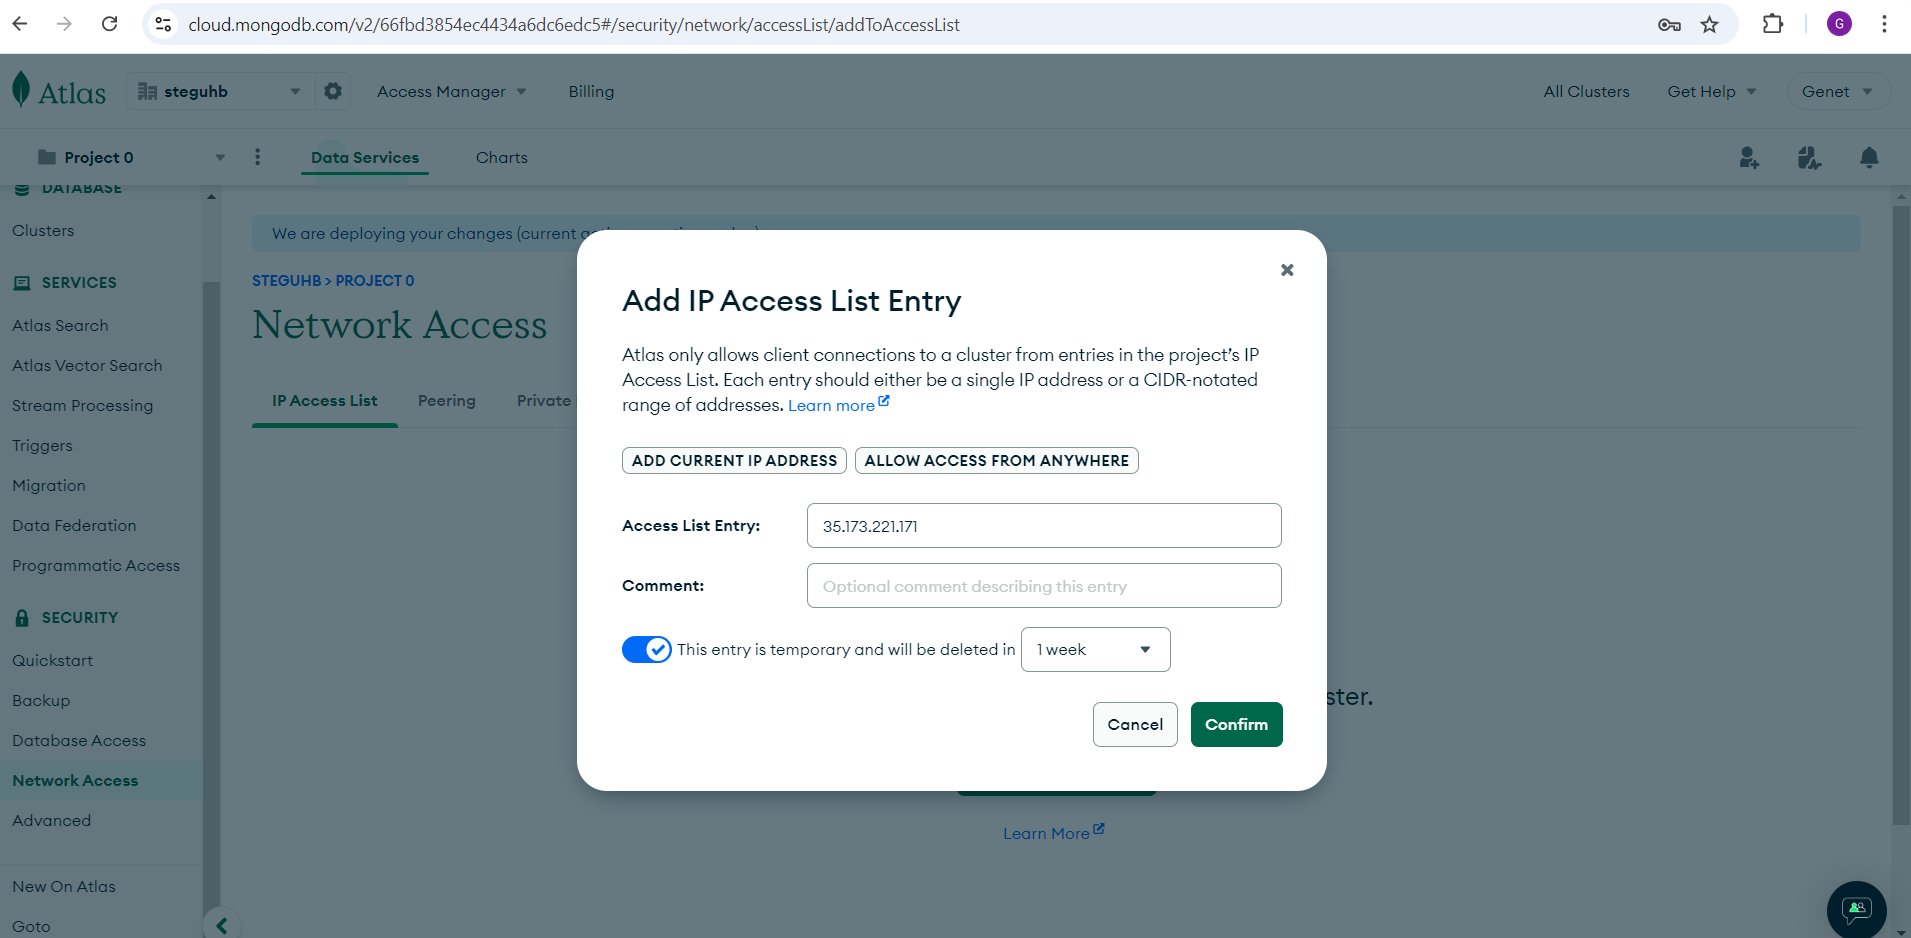 cloud.mongodb.com/v2/66fbd3854ec4434a6dc6edc5#/security/network/accessList/addToAccessList
G
Atlas
steguhb
Access Manager
Billing
All Clusters
Get Help
Genet
Project 0
Data Services
Charts
DATABASE
Clusters
SERVICES
Atlas Search
Atlas Vector Search
Stream Processing
Triggers
Migration
Data Federation
Programmatic Access
SECURITY
Quickstart
Backup
Database Access
Network Access
Advanced
New On Atlas
Goto
We are deploying your changes (current
STEGUHB > PROJECT 0
Network Access
IP Access List
Peering
Private
Add IP Access List Entry
Atlas only allows client connections to a cluster from entries in the project's IP
Access List. Each entry should either be a single IP address or a CIDR-notated
range of addresses. Learn more
ADD CURRENT IP ADDRESS
ALLOW ACCESS FROM ANYWHERE
Access List Entry:
35.173.221.171
Comment:
Optional comment describing this entry
This entry is temporary and will be deleted in
1 week
Cancel
Confirm
ster.
Learn More